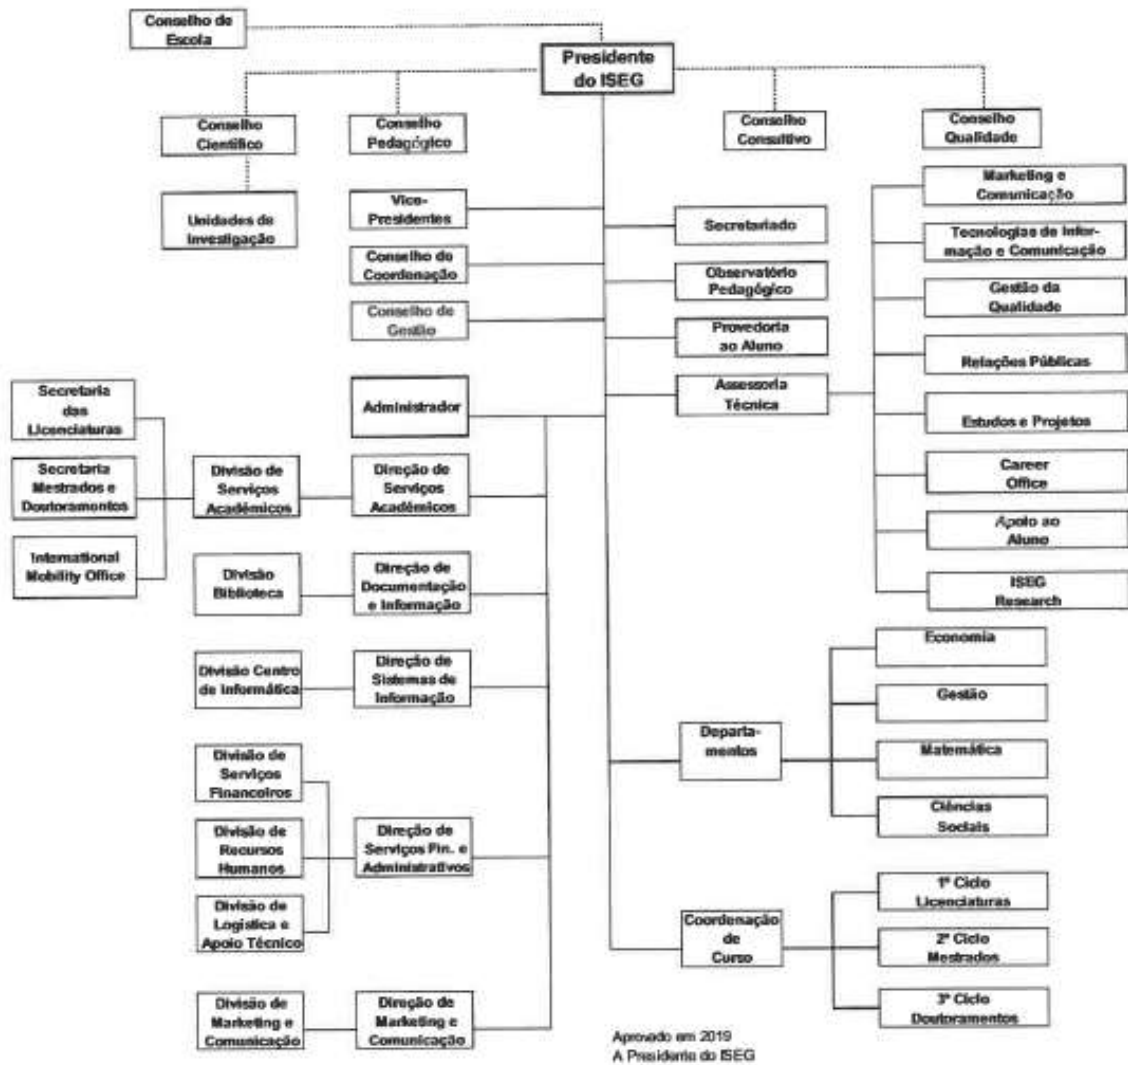 Conselho de
Escola
Presidente
do ISEG
Conselho
Científico
Conselho
Pedagógico
Conselho
Consultivo
Conselho
Qualidade
Unidades de
Investigação
Vice-
Presidentes
Conselho de
Coordenação
Conselho de
Gestão
Secretariado
Observatório
Pedagógico
Provedoria
ao Aluno
Assessoria
Técnica
Marketing e
Comunicação
Tecnologias de Infor-
mação e Comunicação
Gestão da
Qualidade
Relações Públicas
Estudos e Projetos
Career
Office
Apoio ao
Aluno
ISEG
Research
Administrador
Secretaria
das
Licenciaturas
Secretaria
Mestrados e
Doutoramentos
International
Mobility Office
Divisão de
Serviços
Académicos
Direção de
Serviços
Académicos
Divisão
Biblioteca
Direção de
Documentação
e Informação
Divisão Centro
de Informática
Direção de
Sistemas de
Informação
Divisão de
Serviços
Financeiros
Divisão de
Recursos
Humanos
Divisão de
Logística e
Apoio Técnico
Direção de
Serviços Fin. e
Administrativos
Divisão de
Marketing e
Comunicação
Direção de
Marketing e
Comunicação
Departa-
mentos
Economia
Gestão
Matemática
Ciências
Sociais
Coordenação
de
Curso
1º Ciclo
Licenciaturas
2º Ciclo
Mestrados
3º Ciclo
Doutoramentos
Aprovado em 2019
A Presidente do ISEG